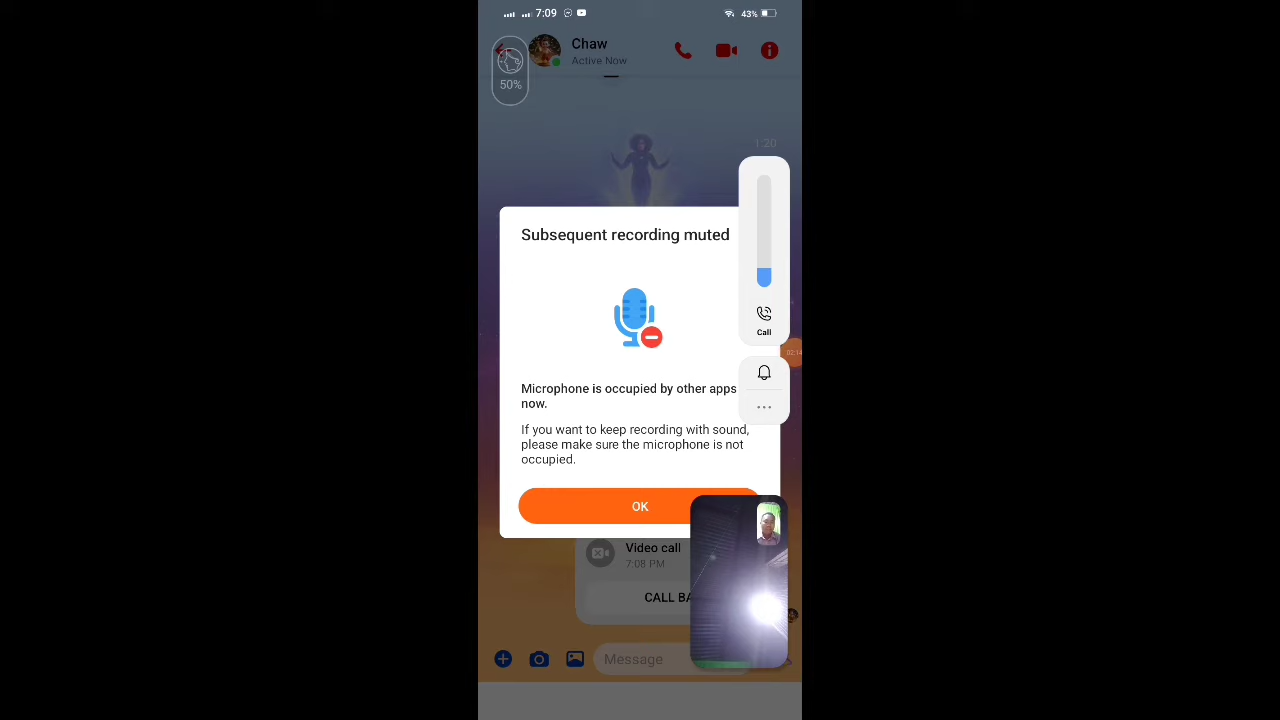 7:09
43%
Chaw
Active Now
50%
1:20
Subsequent recording muted
Call
02:14
Microphone is occupied by other apps
now.
If you want to keep recording with sound,
please make sure the microphone is not
occupied.
OK
Video call
7:08 PM
CALL BA
Message